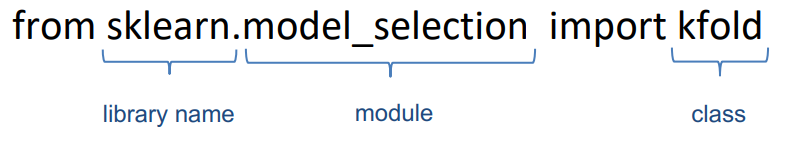 from sklearn.model_selection import kfold
library name module class